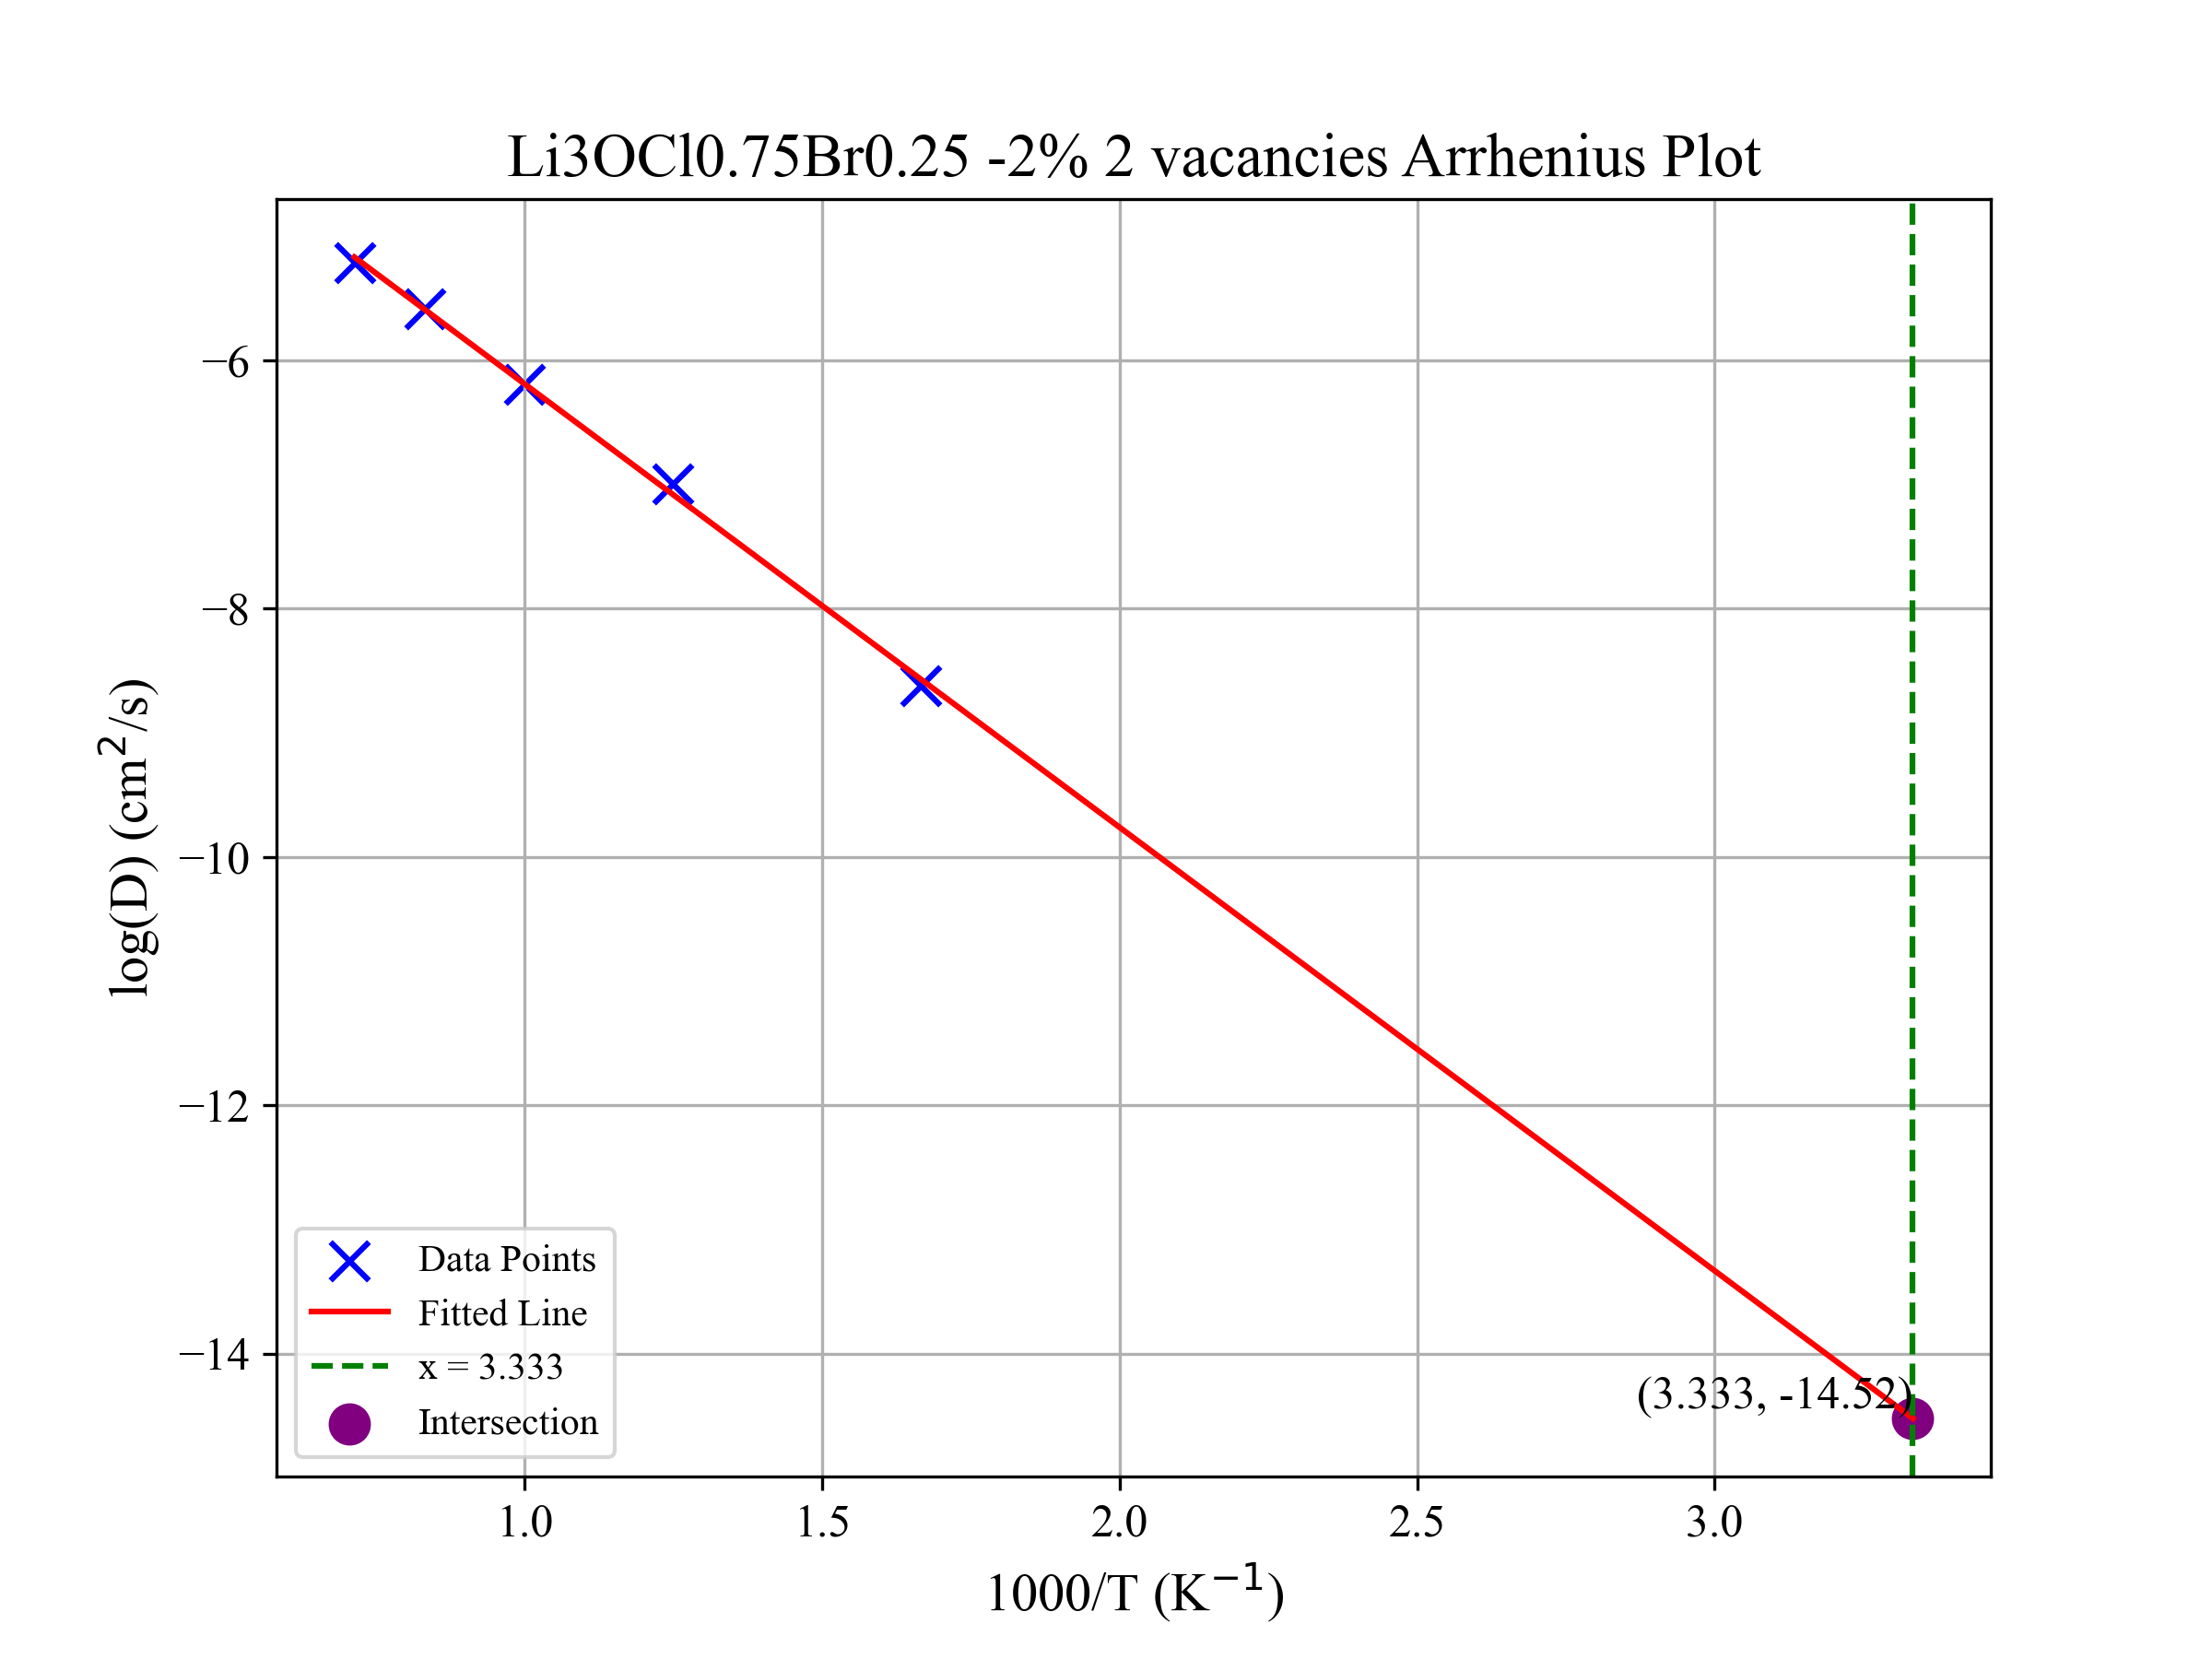 Li3OCl0.75Br0.25 -2% 2 vacancies Arrhenius Plot
log(D) (cm²/s)
−6
−8
−10
−12
−14
(3.333, -14.52)
Data Points
Fitted Line
x = 3.333
Intersection
1.0 1.5 2.0 2.5 3.0
1000/T (K⁻¹)